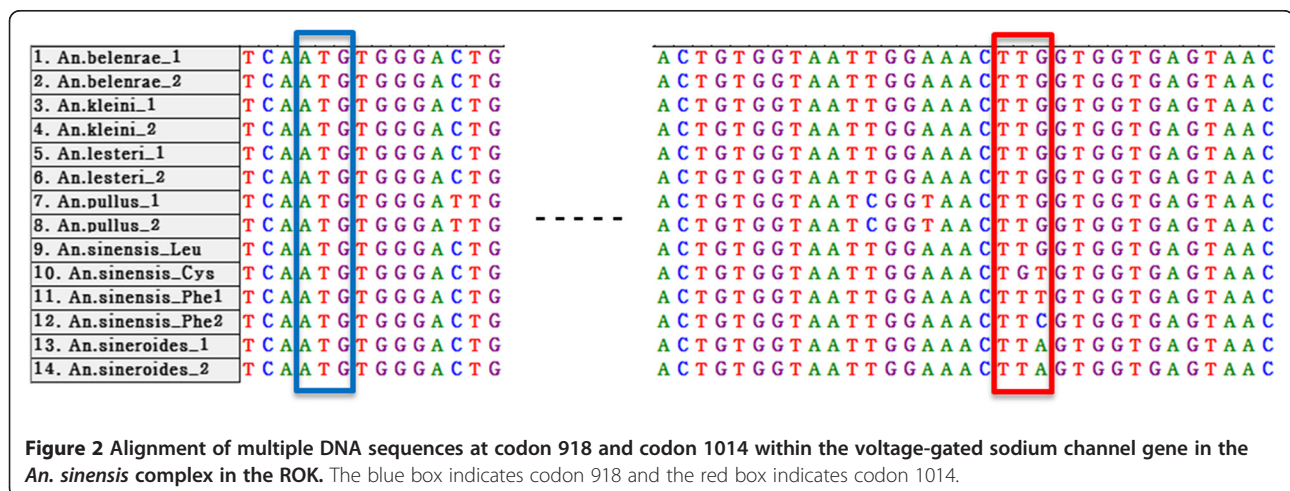 1. An.belenrae_1 T C A A T G T G G G A C T G A C T G T G G T A A T T G G A A A C T T G G T G G T G A G T A A C
2. An.belenrae_2 T C A A T G T G G G A C T G A C T G T G G T A A T T G G A A A C T T G G T G G T G A G T A A C
3. An.kleini_1 T C A A T G T G G G A C T G A C T G T G G T A A T T G G A A A C T T G G T G G T G A G T A A C
4. An.kleini_2 T C A A T G T G G G A C T G A C T G T G G T A A T T G G A A A C T T G G T G G T G A G T A A C
5. An.lesteri_1 T C A A T G T G G G A C T G A C T G T G G T A A T T G G A A A C T T G G T G G T G A G T A A C
6. An.lesteri_2 T C A A T G T G G G A C T G A C T G T G G T A A T T G G A A A C T T G G T G G T G A G T A A C
7. An.pullus_1 T C A A T G T G G G A T T G A C T G T G G T A A T C G G T A A C T T G G T G G T G A G T A A C
8. An.pullus_2 T C A A T G T G G G A T T G - - - - - A C T G T G G T A A T C G G T A A C T T G G T G G T G A G T A A C
9. An.sinensis_Leu T C A A T G T G G G A C T G A C T G T G G T A A T T G G A A A C T T G G T G G T G A G T A A C
10. An.sinensis_Cys T C A A T G T G G G A C T G A C T G T G G T A A T T G G A A A C T G T G T G G T G A G T A A C
11. An.sinensis_Phe1 T C A A T G T G G G A C T G A C T G T G G T A A T T G G A A A C T T T G T G G T G A G T A A C
12. An.sinensis_Phe2 T C A A T G T G G G A C T G A C T G T G G T A A T T G G A A A C T T C G T G G T G A G T A A C
13. An.sineroides_1 T C A A T G T G G G A C T G A C T G T G G T A A T T G G A A A C T T A G T G G T G A G T A A C
14. An.sineroides_2 T C A A T G T G G G A C T G A C T G T G G T A A T T G G A A A C T T A G T G G T G A G T A A C
Figure 2 Alignment of multiple DNA sequences at codon 918 and codon 1014 within the voltage-gated sodium channel gene in the
An. sinensis complex in the ROK. The blue box indicates codon 918 and the red box indicates codon 1014.